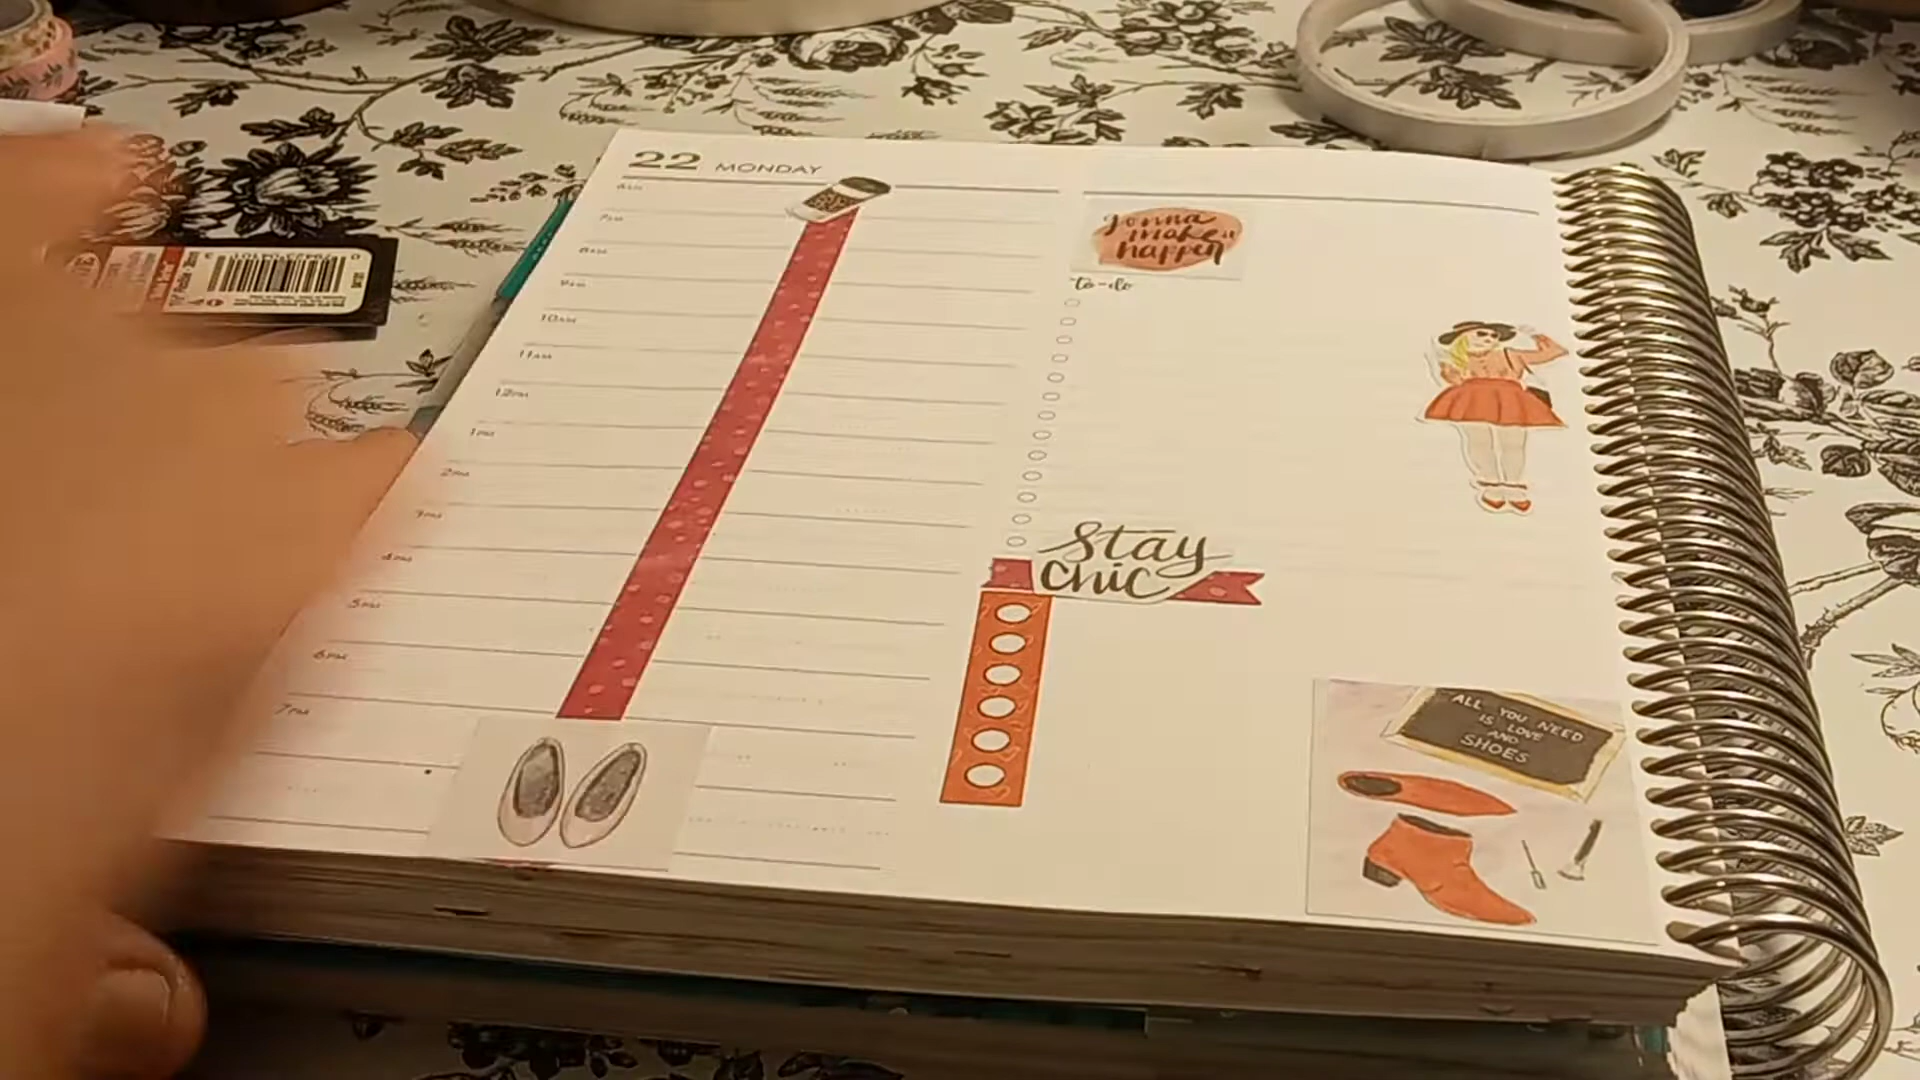 22 MONDAY
6AM
7AM
8AM
9AM
10AM
11AM
12PM
1PM
2PM
3PM
4PM
5PM
6PM
7PM
gonna
make it
happen
to-do
Stay
chic
ALL YOU NEED
IS LOVE
AND
SHOES